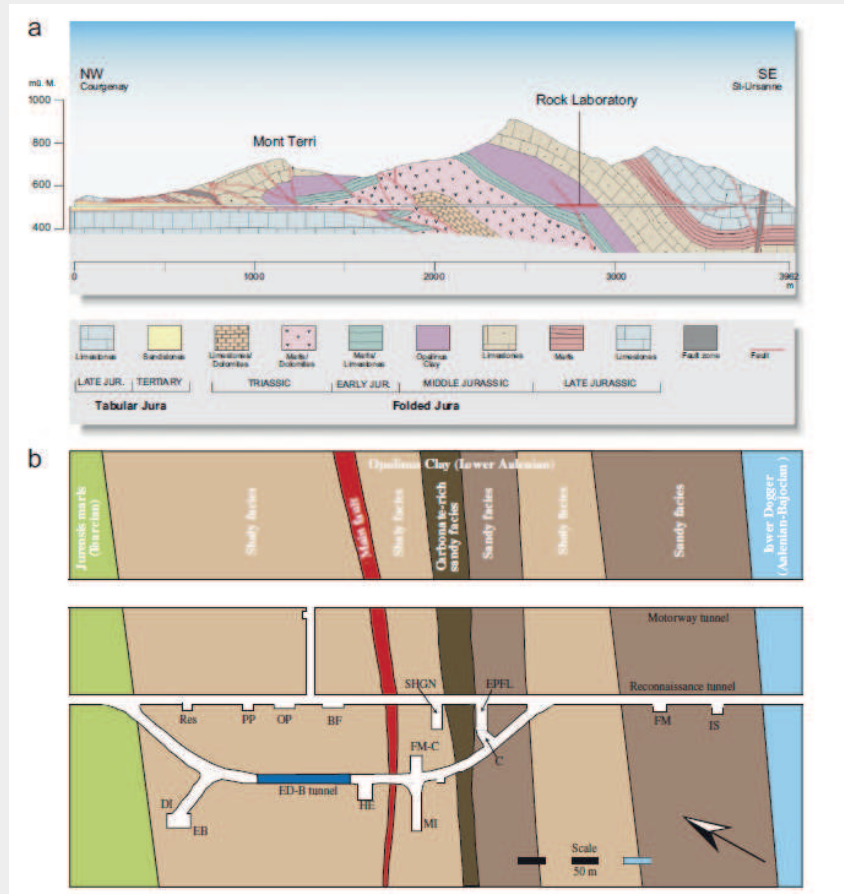 a
NW
Courgenay
SE
St-Ursanne
mü. M.
1000
800
600
400
Mont Terri
Rock Laboratory
0
1000
2000
3000
3962
m
Limestones
Sandstones
Limestones/
Dolomites
Marls/
Dolomites
Marls/
Limestones
Opalinus
Clay
Limestones
Marls
Limestones
Fault zone
Fault
LATE JUR.
TERTIARY
TRIASSIC
EARLY JUR.
MIDDLE JURASSIC
LATE JURASSIC
Tabular Jura
Folded Jura
b
Opalinus Clay (Lower Aalenian)
Jurensis marls
(Toarcian)
Shaly facies
Main fault
Shaly facies
Carbonate-rich
sandy facies
Sandy facies
Shaly facies
Sandy facies
lower Dogger
(Aalenian-Bajocian)
Motorway tunnel
SHGN
EPFL
Reconnaissance tunnel
Res
PP
OP
BF
FM
IS
FM-C
C
ED-B tunnel
DI
HE
EB
MI
Scale
50 m